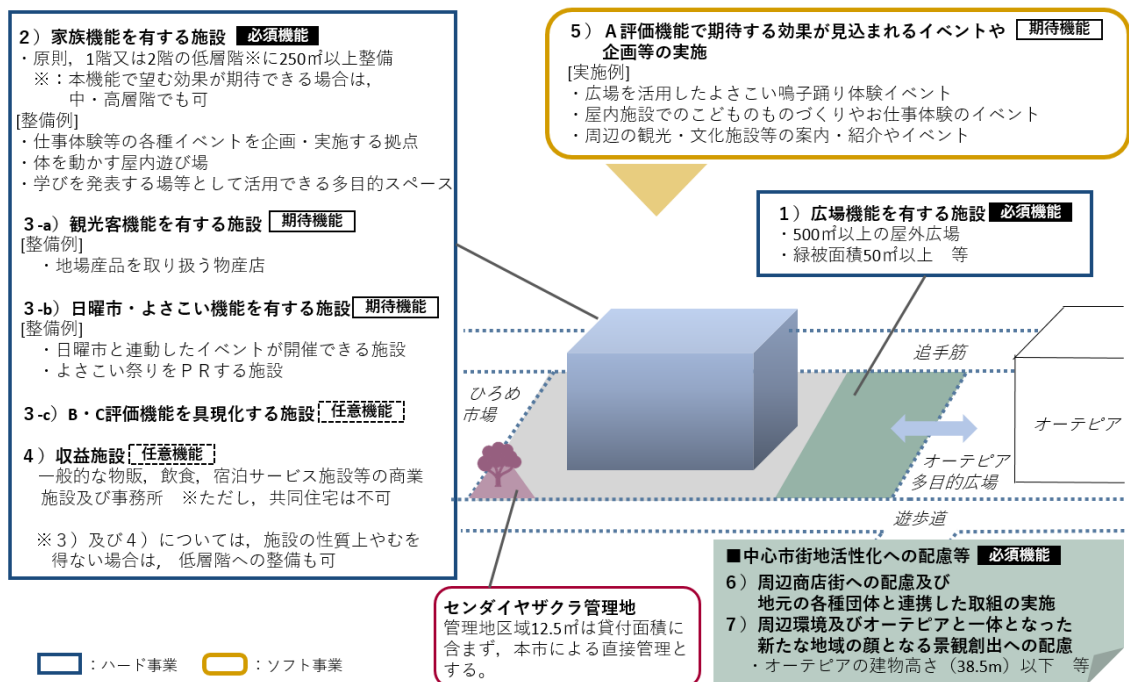 2）家族機能を有する施設 必須機能
・原則，1階又は2階の低層階※に250㎡以上整備
※：本機能で望む効果が期待できる場合は，
中・高層階でも可
[整備例]
・仕事体験等の各種イベントを企画・実施する拠点
・体を動かす屋内遊び場
・学びを発表する場等として活用できる多目的スペース
3-a）観光客機能を有する施設 期待機能
[整備例]
・地場産品を取り扱う物産店
3-b）日曜市・よさこい機能を有する施設 期待機能
[整備例]
・日曜市と連動したイベントが開催できる施設
・よさこい祭りをＰＲする施設
3-c）B・C評価機能を具現化する施設 任意機能
4）収益施設 任意機能
一般的な物販，飲食，宿泊サービス施設等の商業
施設及び事務所　※ただし，共同住宅は不可
※３）及び４）については，施設の性質上やむを
得ない場合は，低層階への整備も可
5）Ａ評価機能で期待する効果が見込まれるイベントや 期待機能
企画等の実施
[実施例]
・広場を活用したよさこい鳴子踊り体験イベント
・屋内施設でのこどものものづくりやお仕事体験のイベント
・周辺の観光・文化施設等の案内・紹介やイベント
1）広場機能を有する施設 必須機能
・500㎡以上の屋外広場
・緑被面積50㎡以上　等
追手筋
ひろめ
市場
オーテピア
オーテピア
多目的広場
遊歩道
センダイヤザクラ管理地
管理地区域12.5㎡は貸付面積に
含まず，本市による直接管理と
する。
■中心市街地活性化への配慮等 必須機能
6）周辺商店街への配慮及び
地元の各種団体と連携した取組の実施
7）周辺環境及びオーテピアと一体となった
新たな地域の顔となる景観創出への配慮
・オーテピアの建物高さ（38.5m）以下　等
：ハード事業
：ソフト事業